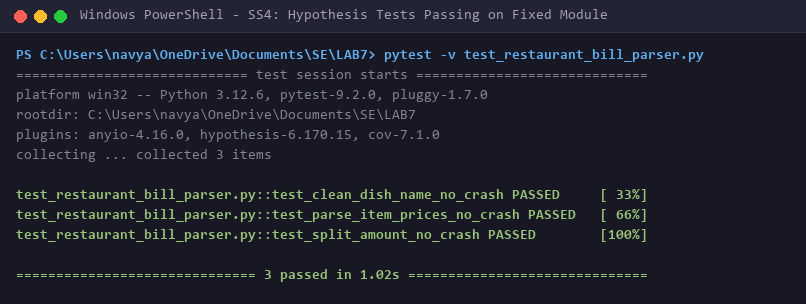 Windows PowerShell - SS4: Hypothesis Tests Passing on Fixed Module
PS C:\Users\navya\OneDrive\Documents\SE\LAB7> pytest -v test_restaurant_bill_parser.py
============================= test session starts =============================
platform win32 -- Python 3.12.6, pytest-9.2.0, pluggy-1.7.0
rootdir: C:\Users\navya\OneDrive\Documents\SE\LAB7
plugins: anyio-4.16.0, hypothesis-6.170.15, cov-7.1.0
collecting ... collected 3 items
test_restaurant_bill_parser.py::test_clean_dish_name_no_crash PASSED     [ 33%]
test_restaurant_bill_parser.py::test_parse_item_prices_no_crash PASSED   [ 66%]
test_restaurant_bill_parser.py::test_split_amount_no_crash PASSED        [100%]
============================== 3 passed in 1.02s ==============================